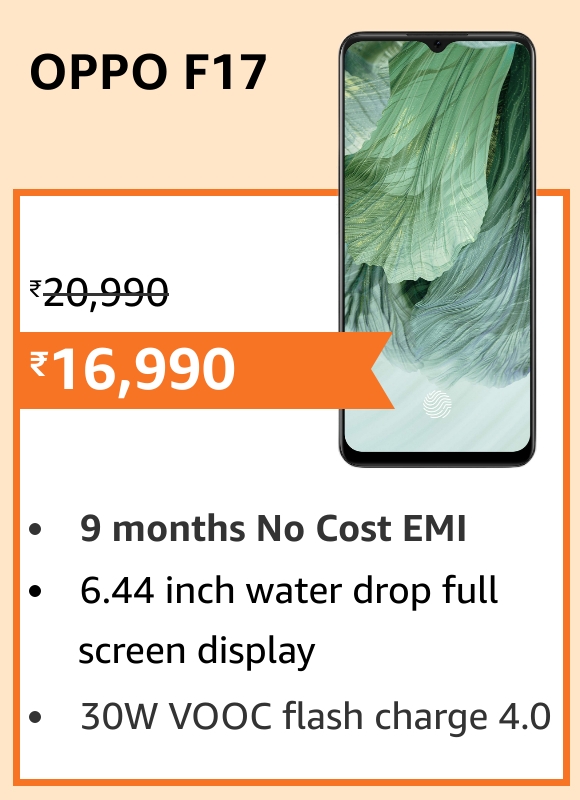 OPPO F17
₹20,990
₹16,990
• 9 months No Cost EMI
• 6.44 inch water drop full
screen display
• 30W VOOC flash charge 4.0